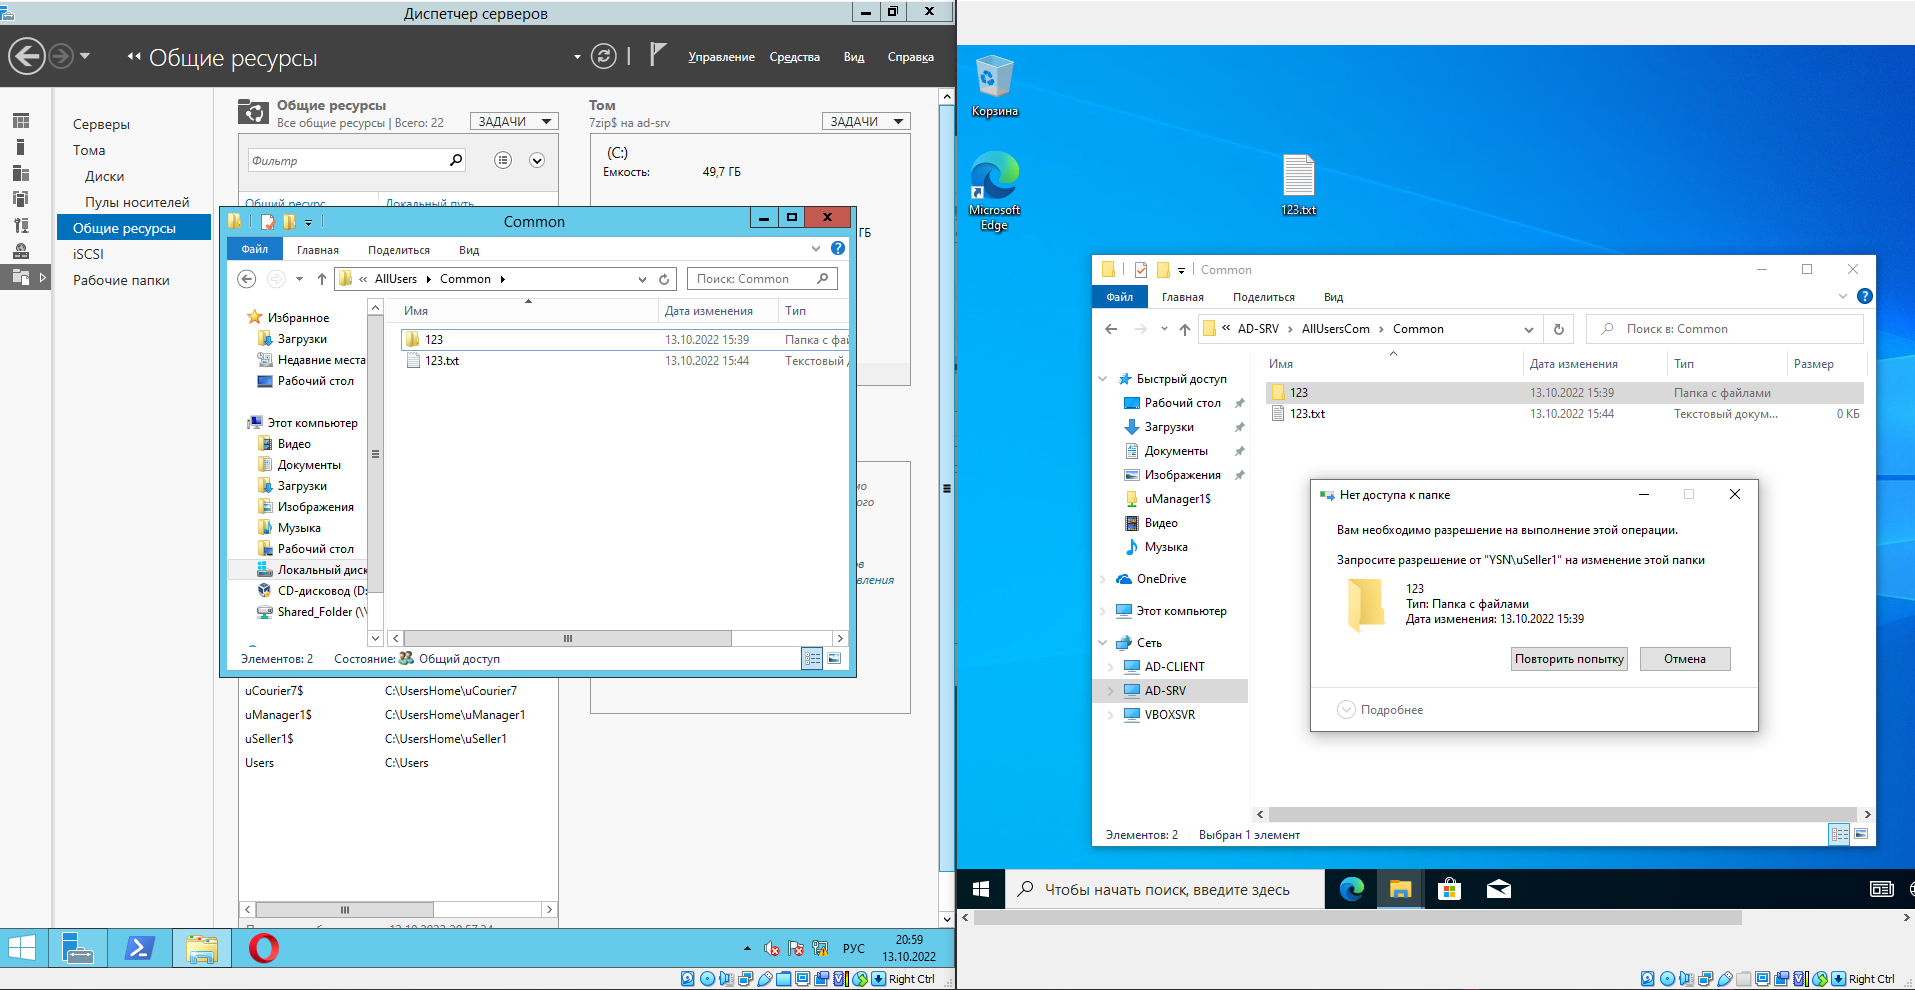 Диспетчер серверов
Общие ресурсы
Управление
Средства
Вид
Справка
Серверы
Тома
Диски
Пулы носителей
Общие ресурсы
iSCSI
Рабочие папки
Общие ресурсы
Все общие ресурсы | Всего: 22
ЗАДАЧИ
Фильтр
Общий ресурс
Локальный путь
Том
7zip$ на ad-srv
ЗАДАЧИ
(C:)
Емкость:
49,7 ГБ
ГБ
Common
Файл
Главная
Поделиться
Вид
AllUsers
Common
Поиск: Common
Избранное
Загрузки
Недавние места
Рабочий стол
Этот компьютер
Видео
Документы
Загрузки
Изображения
Музыка
Рабочий стол
Локальный диск
CD-дисковод (D:
Shared_Folder (\\
Имя
Дата изменения
Тип
123
13.10.2022 15:39
Папка с фай
123.txt
13.10.2022 15:44
Текстовый
Элементов: 2
Состояние:
Общий доступ
uCourier7$
C:\UsersHome\uCourier7
uManager1$
C:\UsersHome\uManager1
uSeller1$
C:\UsersHome\uSeller1
Users
C:\Users
РУС
20:59
13.10.2022
Right Ctrl
Корзина
Microsoft
Edge
123.txt
Common
Файл
Главная
Поделиться
Вид
AD-SRV
AllUsersCom
Common
Поиск в: Common
Быстрый доступ
Рабочий стол
Загрузки
Документы
Изображения
uManager1$
Видео
Музыка
OneDrive
Этот компьютер
Сеть
AD-CLIENT
AD-SRV
VBOXSVR
Имя
Дата изменения
Тип
Размер
123
13.10.2022 15:39
Папка с файлами
123.txt
13.10.2022 15:44
Текстовый докум...
0 КБ
Нет доступа к папке
Вам необходимо разрешение на выполнение этой операции.
Запросите разрешение от "YSN\uSeller1" на изменение этой папки
123
Тип: Папка с файлами
Дата изменения: 13.10.2022 15:39
Повторить попытку
Отмена
Подробнее
Элементов: 2
Выбран 1 элемент
Чтобы начать поиск, введите здесь
Right Ctrl